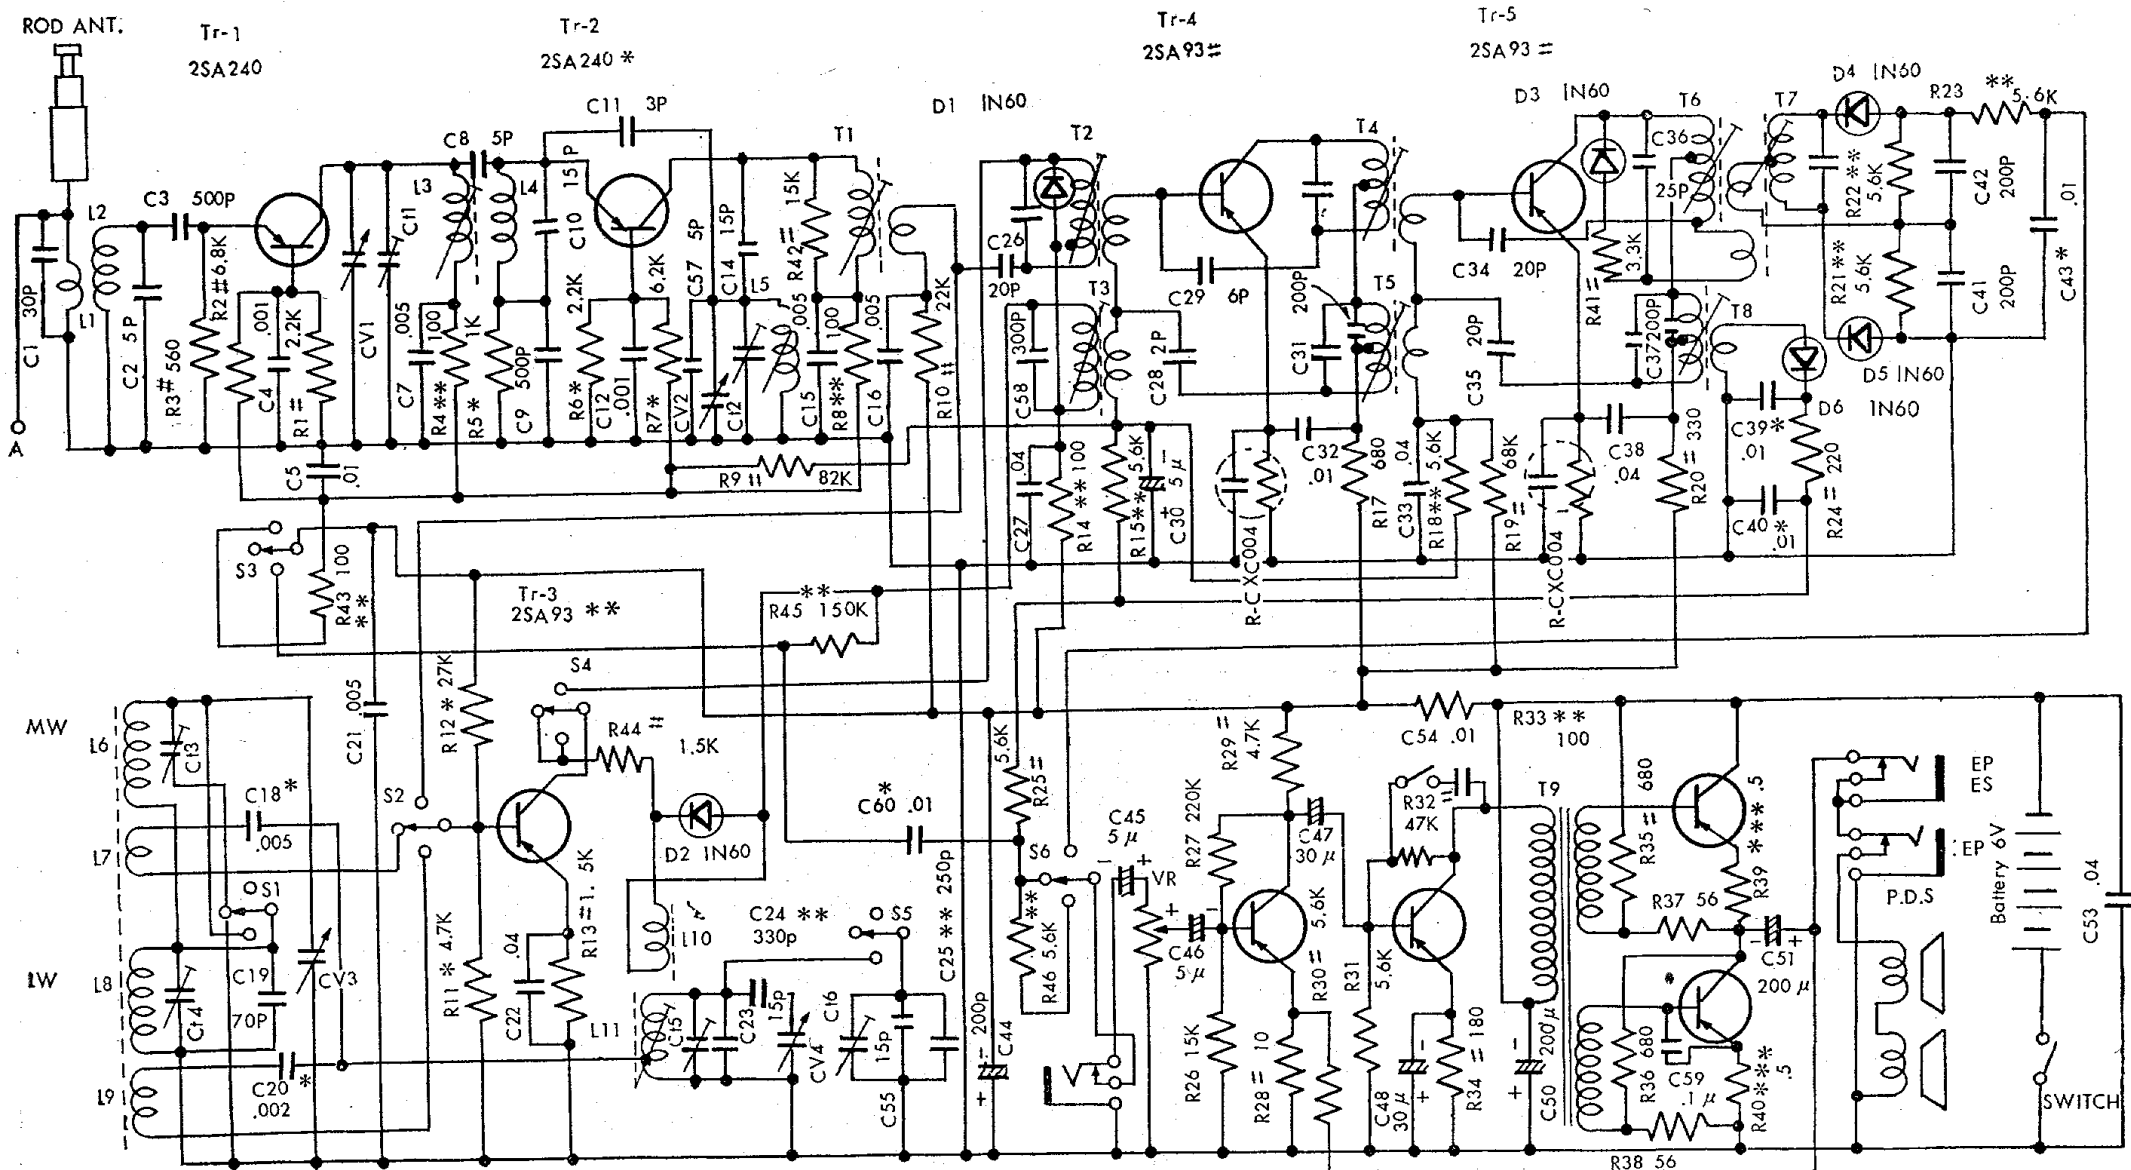 ROD ANT.
Tr-1
2SA240
Tr-2
2SA240 *
Tr-4
2SA93#
Tr-5
2SA93 =
D1 IN60
D3 IN60
D4 IN60
R23
**
5.6K
C1
30P
L1
L2
C3
500P
C2 5P
R2#6.8K
R3# 560
C4
.001
R1=
2.2K
C5
.01
A
CV1
Ct1
C8
5P
L3
L4
C7
.005
R4**
100
R5*
1K
C9
500P
15P
C10
C11 3P
R6*
2.2K
C12
.001
R7*
6.2K
CV2
C57
5P
C14
15P
Ct2
L5
T1
R42=
15K
C15
.005
R8**
100
C16
.005
R10 #
22K
R9 =
82K
T2
C26
20P
T3
C58
300P
C27
.04
R14 ** 100
R15**
5.6K
C30
5 μ
-
+
C29
6P
C28
2P
T4
T5
200P
C31
C32
.01
R17
680
C33
.04
R18**
5.6K
R19=
68K
R-CXC004
R-CXC004
C34
20P
C35
20P
R41=
3.3K
C36
25P
T6
T7
C37
200P
T8
C38
.04
R20 =
330
R22**
5.6K
R21**
5.6K
C42
200P
C41
200P
C43*
.01
D5 IN60
D6
IN60
C39
*
.01
C40
*
.01
R24 =
220
S3
R43
100
**
Tr-3
2SA93 **
R45
**
150K
S4
R44
#
1.5K
MW
L6
Ct3
L7
C18
*
.005
C21
.005
R12 * 27K
S2
D2 IN60
C60
*
.01
R25=
5.6K
S1
LW
L8
Ct4
C19
70P
CV3
L9
C20
*
.002
R11 * 4.7K
C22
.04
R13=1.5K
L10
L11
C24 **
330p
S5
Ct5
C23
15p
CV4
Ct6
15p
C55
C25 ** 250p
C44
200p
-
+
S6
R46
5.6K
**
C45
5 μ
-
+
VR
C46
5 μ
-
R27
220K
R26
15K
R29=
4.7K
C47
30 μ
R30=
5.6K
R28=
10
C54 .01
R32
=
47K
R31
5.6K
C48
30 μ
-
+
R34 =
180
R33 **
100
T9
C50
200μ
-
+
R35 =
680
R37 56
R36
680
R38 56
C59
.1 μ
R39
***
.5
R40***
.5
C51
200 μ
-
+
EP
ES
EP
P.D.S
Battery 6V
C53
.04
SWITCH